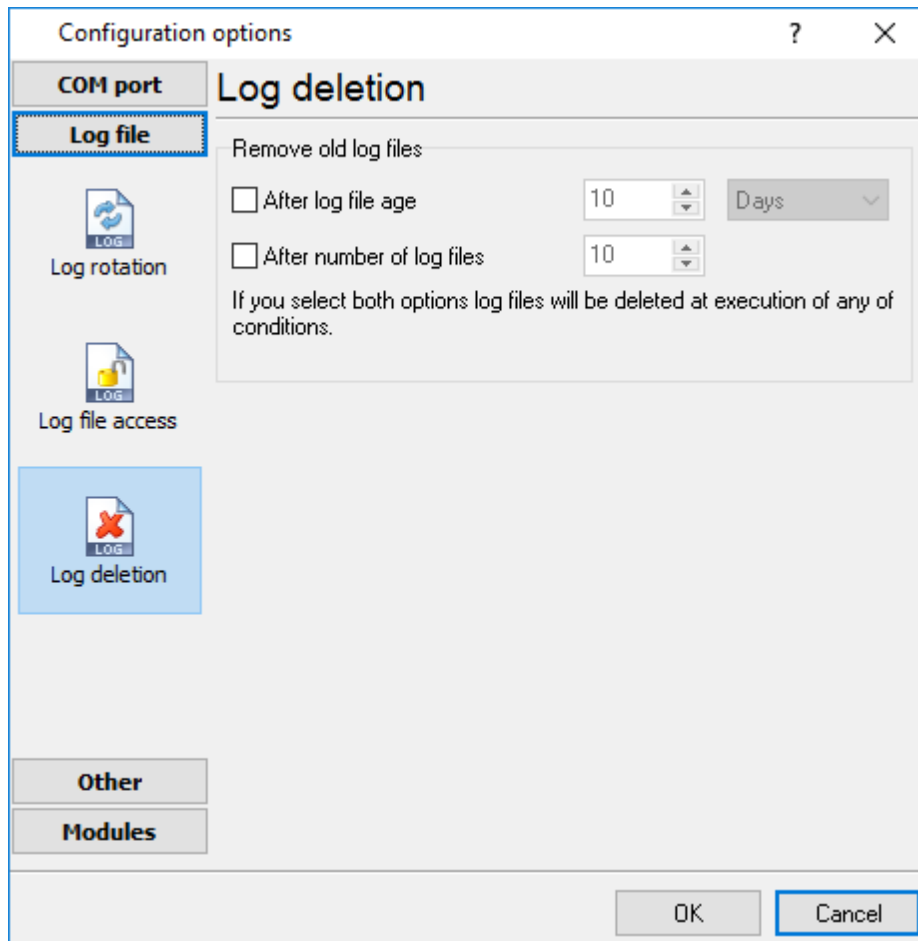 Configuration options ?
COM port
Log file
LOG
Log rotation
LOG
Log file access
LOG
Log deletion
Other
Modules
Log deletion
Remove old log files
After log file age 10 Days
After number of log files 10
If you select both options log files will be deleted at execution of any of
conditions.
OK Cancel